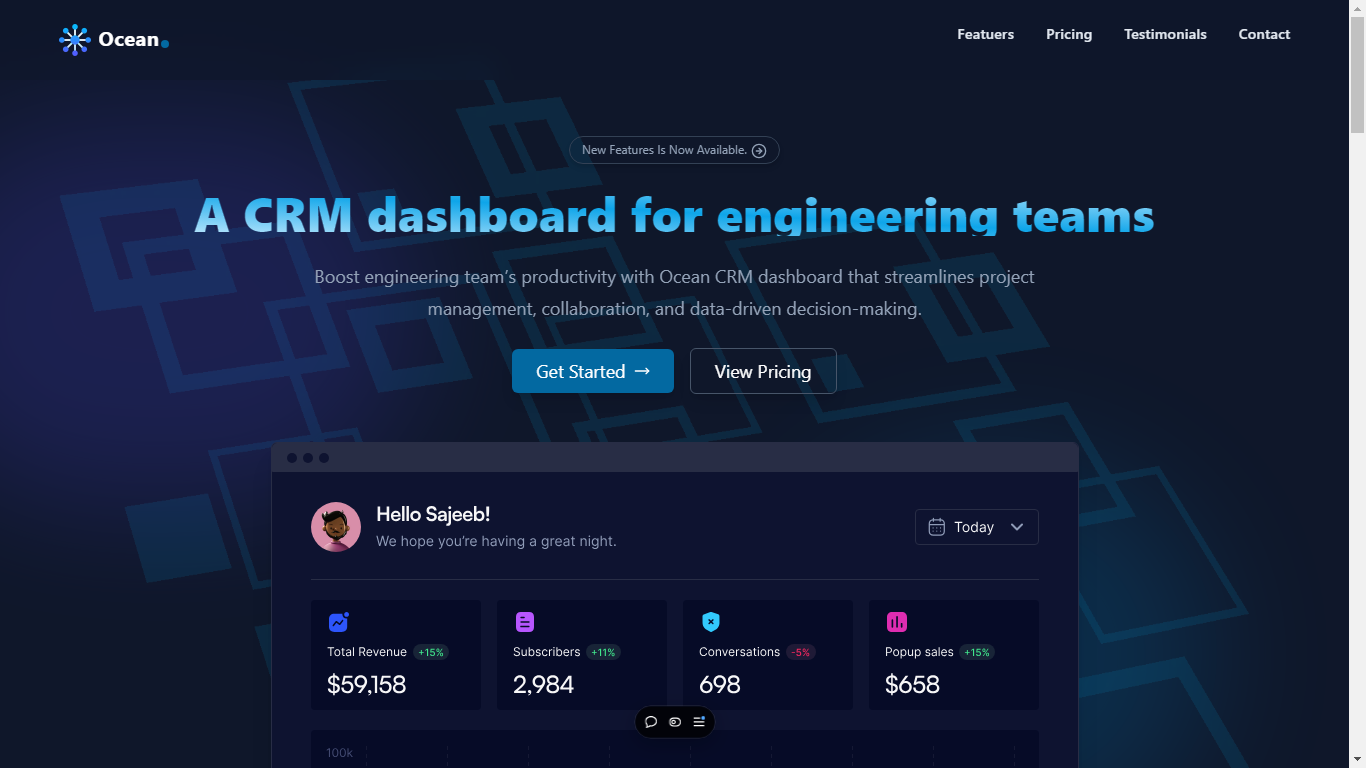 Ocean
Featuers
Pricing
Testimonials
Contact
New Features Is Now Available.
A CRM dashboard for engineering teams
Boost engineering team’s productivity with Ocean CRM dashboard that streamlines project
management, collaboration, and data-driven decision-making.
Get Started →
View Pricing
Hello Sajeeb!
We hope you’re having a great night.
Today
Total Revenue +15%
$59,158
Subscribers +11%
2,984
Conversations -5%
698
Popup sales +15%
$658
100k